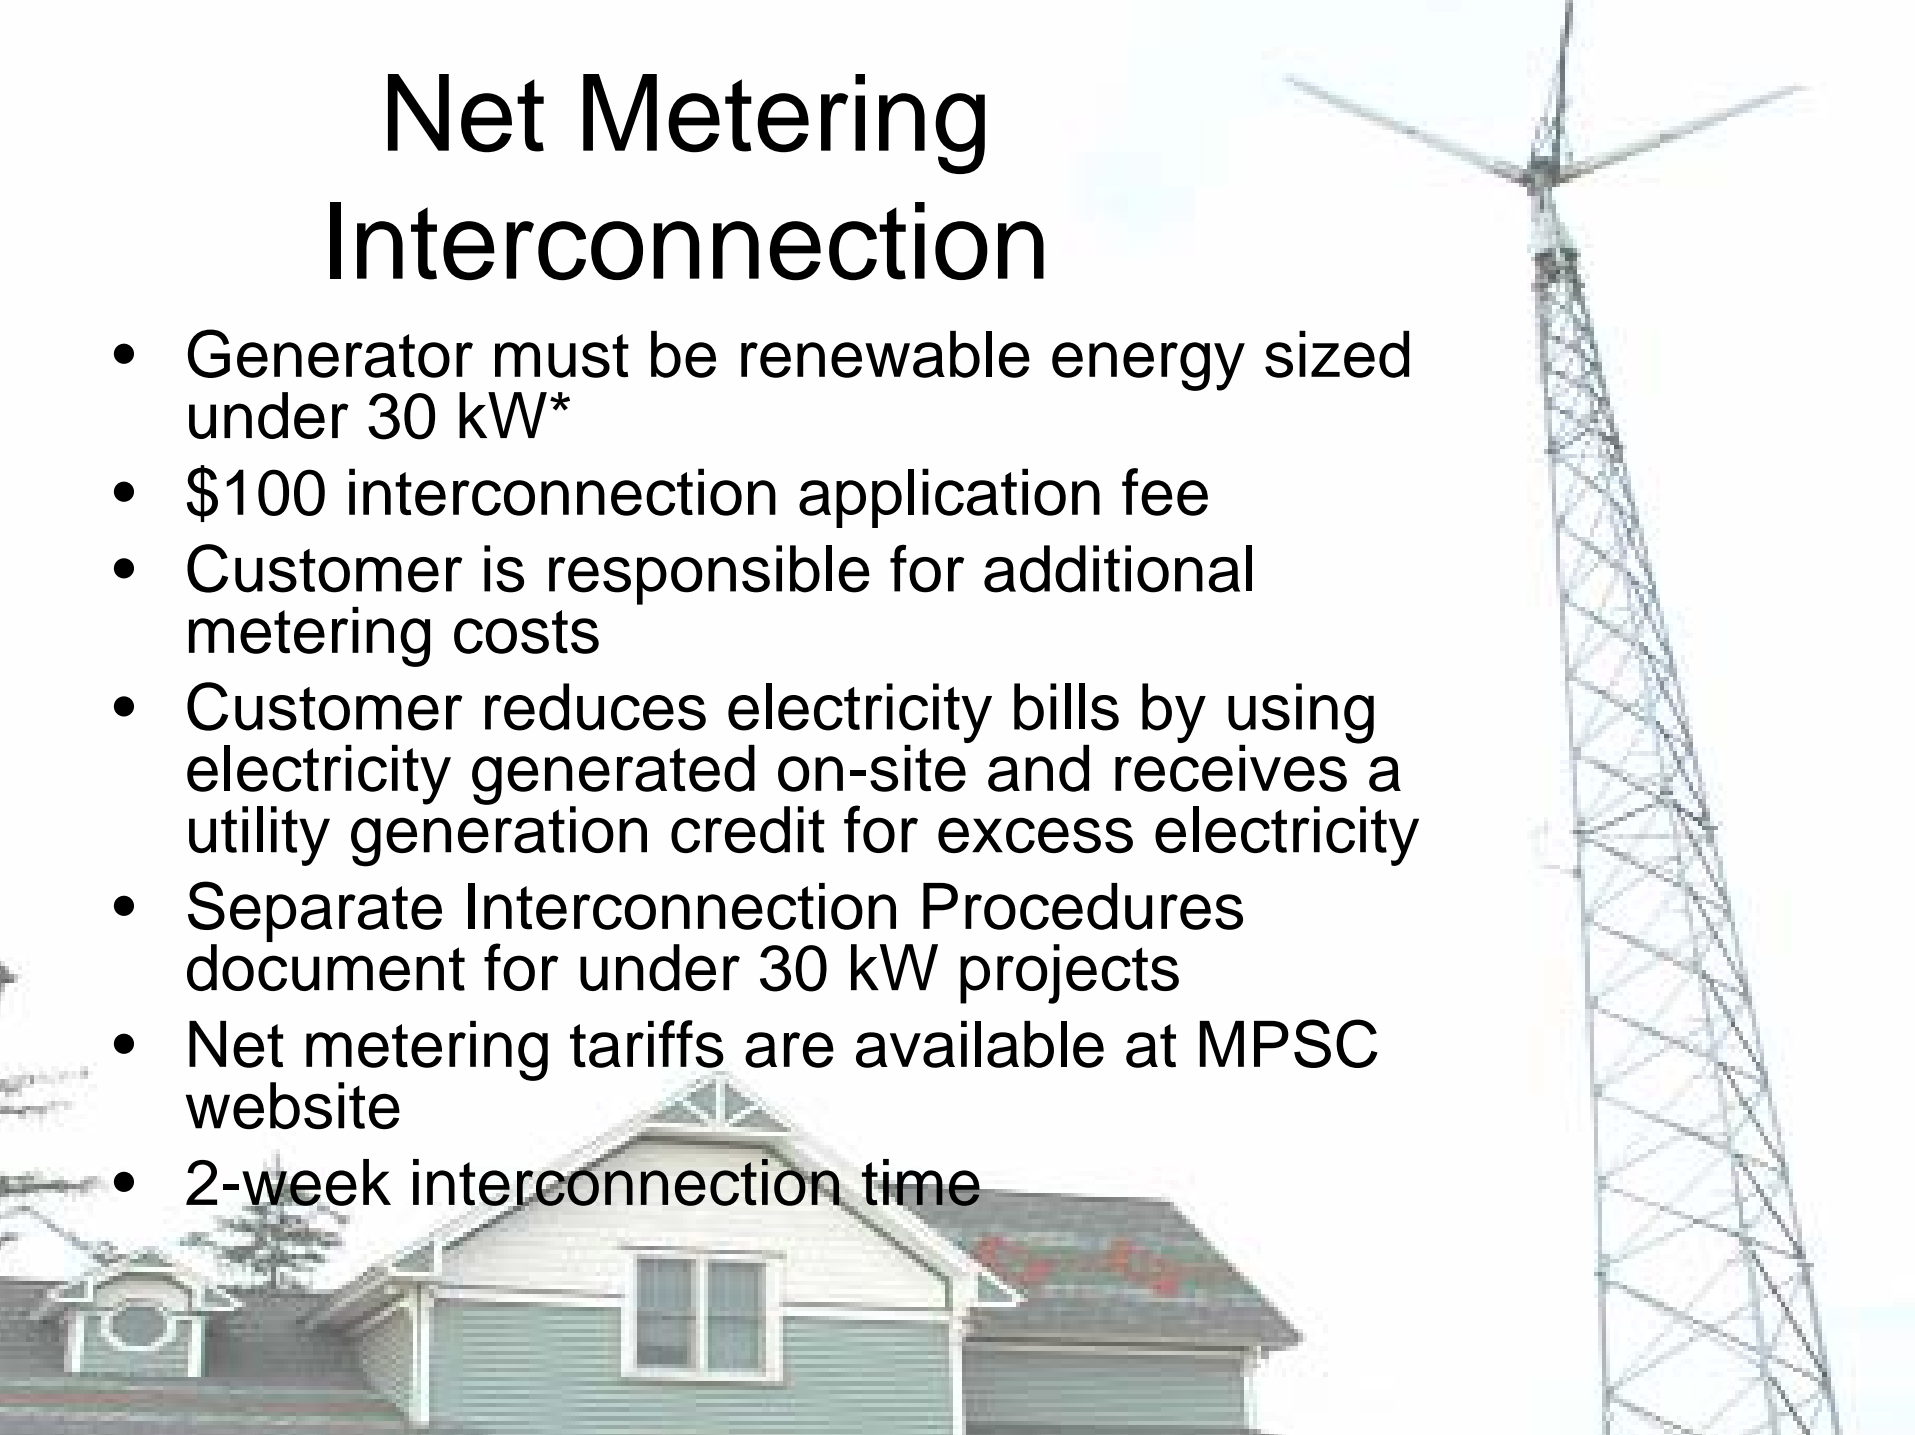 Net Metering
Interconnection
• Generator must be renewable energy sized
under 30 kW*
• $100 interconnection application fee
• Customer is responsible for additional
metering costs
• Customer reduces electricity bills by using
electricity generated on-site and receives a
utility generation credit for excess electricity
• Separate Interconnection Procedures
document for under 30 kW projects
• Net metering tariffs are available at MPSC
website
• 2-week interconnection time